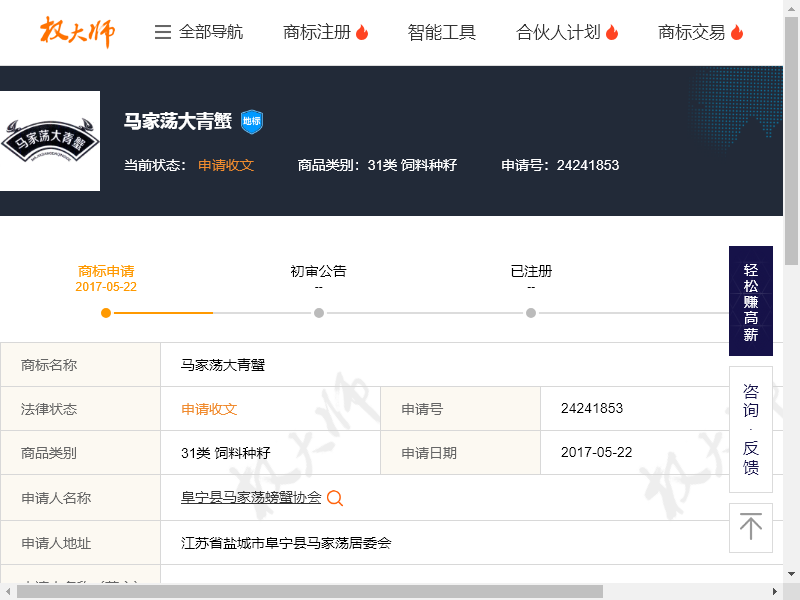 权大师
全部导航
商标注册
智能工具
合伙人计划
商标交易
马家荡大青蟹
马家荡大青蟹 地标
当前状态： 申请收文 商品类别：31类 饲料种籽 申请号：24241853
商标申请
2017-05-22
初审公告
--
已注册
--
轻松赚高薪
商标名称 马家荡大青蟹
法律状态 申请收文 申请号 24241853
商品类别 31类 饲料种籽 申请日期 2017-05-22
申请人名称 阜宁县马家荡螃蟹协会
申请人地址 江苏省盐城市阜宁县马家荡居委会
咨询·反馈
权大师
权大